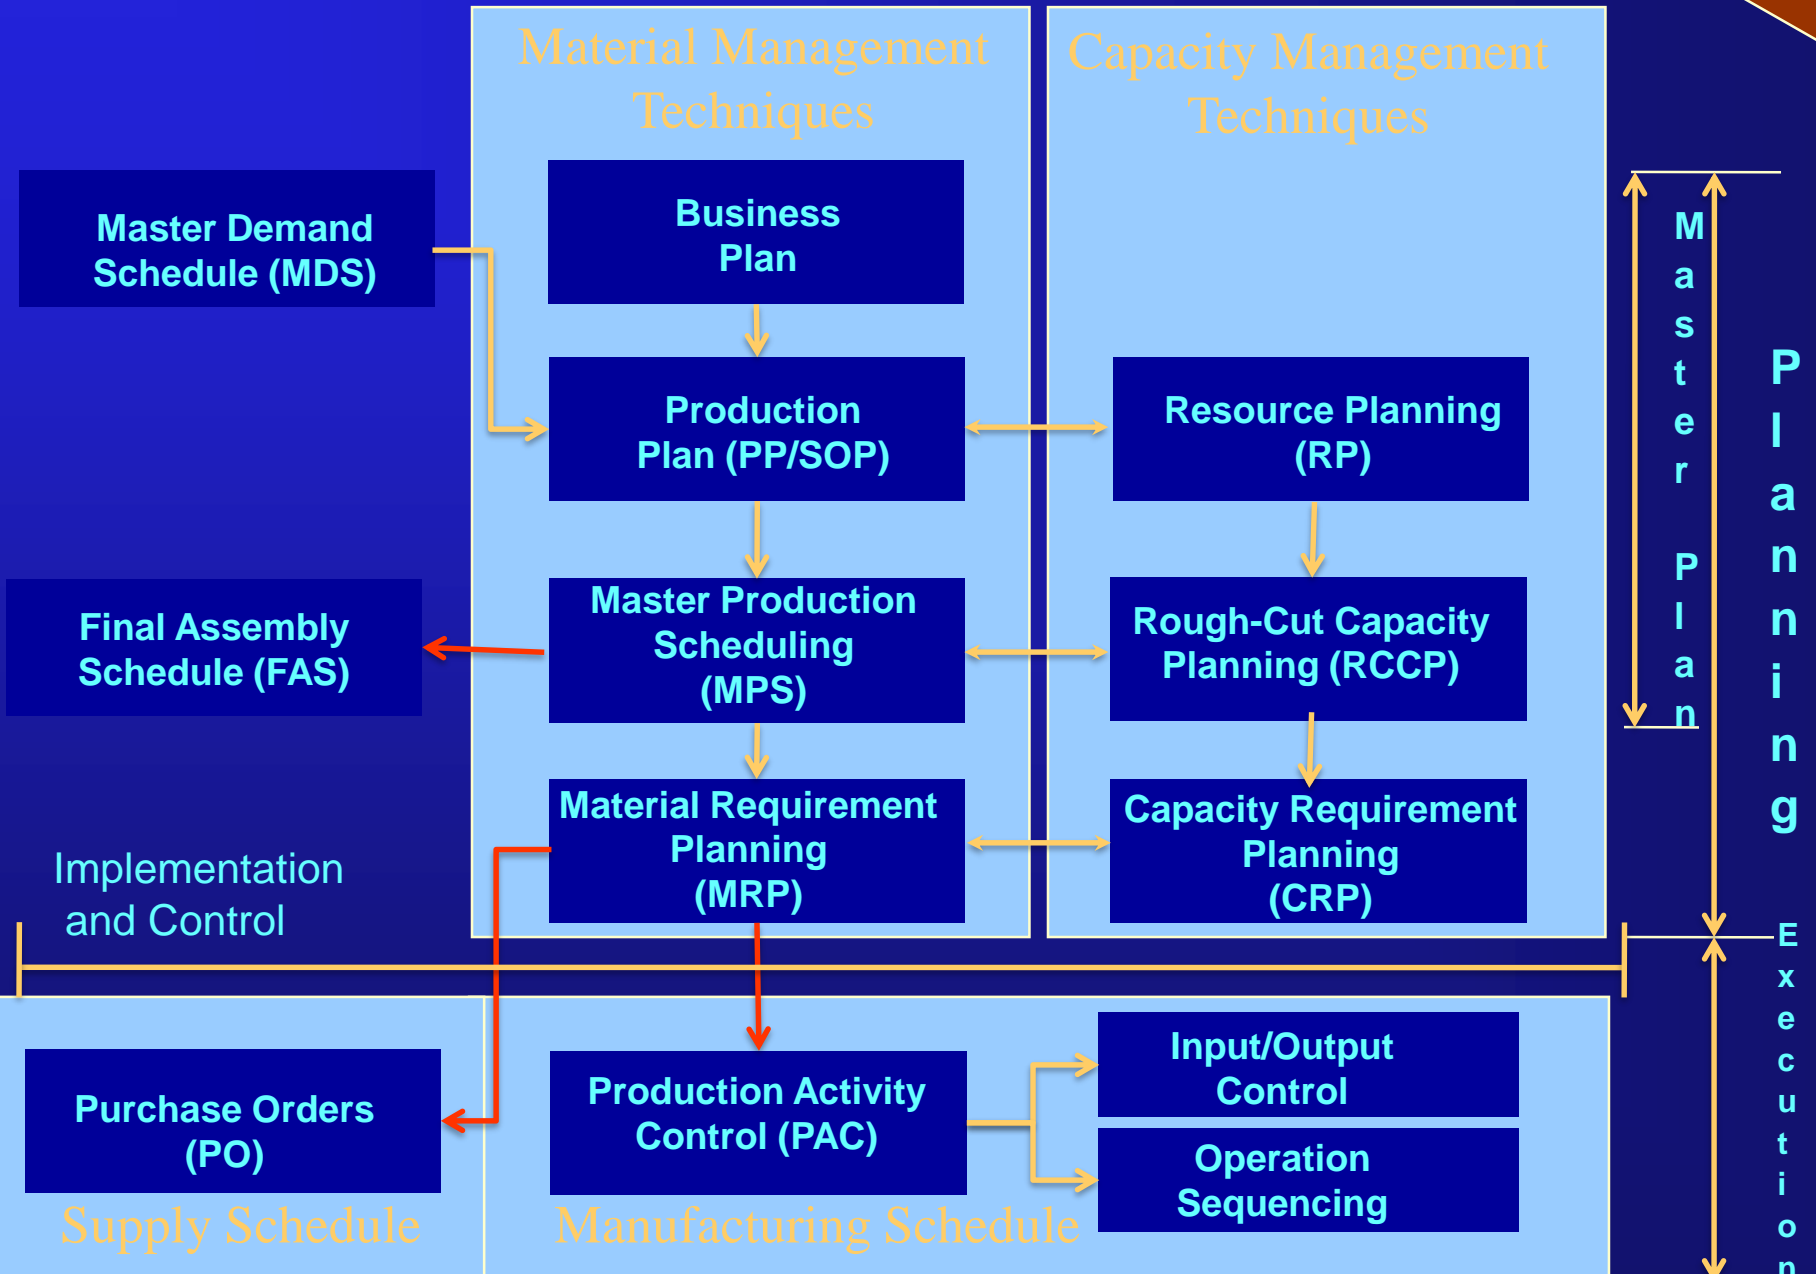 Material Management
Techniques
Capacity Management
Techniques
Master Demand
Schedule (MDS)
Business
Plan
Production
Plan (PP/SOP)
Resource Planning
(RP)
Final Assembly
Schedule (FAS)
Master Production
Scheduling
(MPS)
Rough-Cut Capacity
Planning (RCCP)
Material Requirement
Planning
(MRP)
Capacity Requirement
Planning
(CRP)
Master Plan
Planning
Implementation
and Control
Execution
Purchase Orders
(PO)
Supply Schedule
Production Activity
Control (PAC)
Input/Output
Control
Operation
Sequencing
Manufacturing Schedule